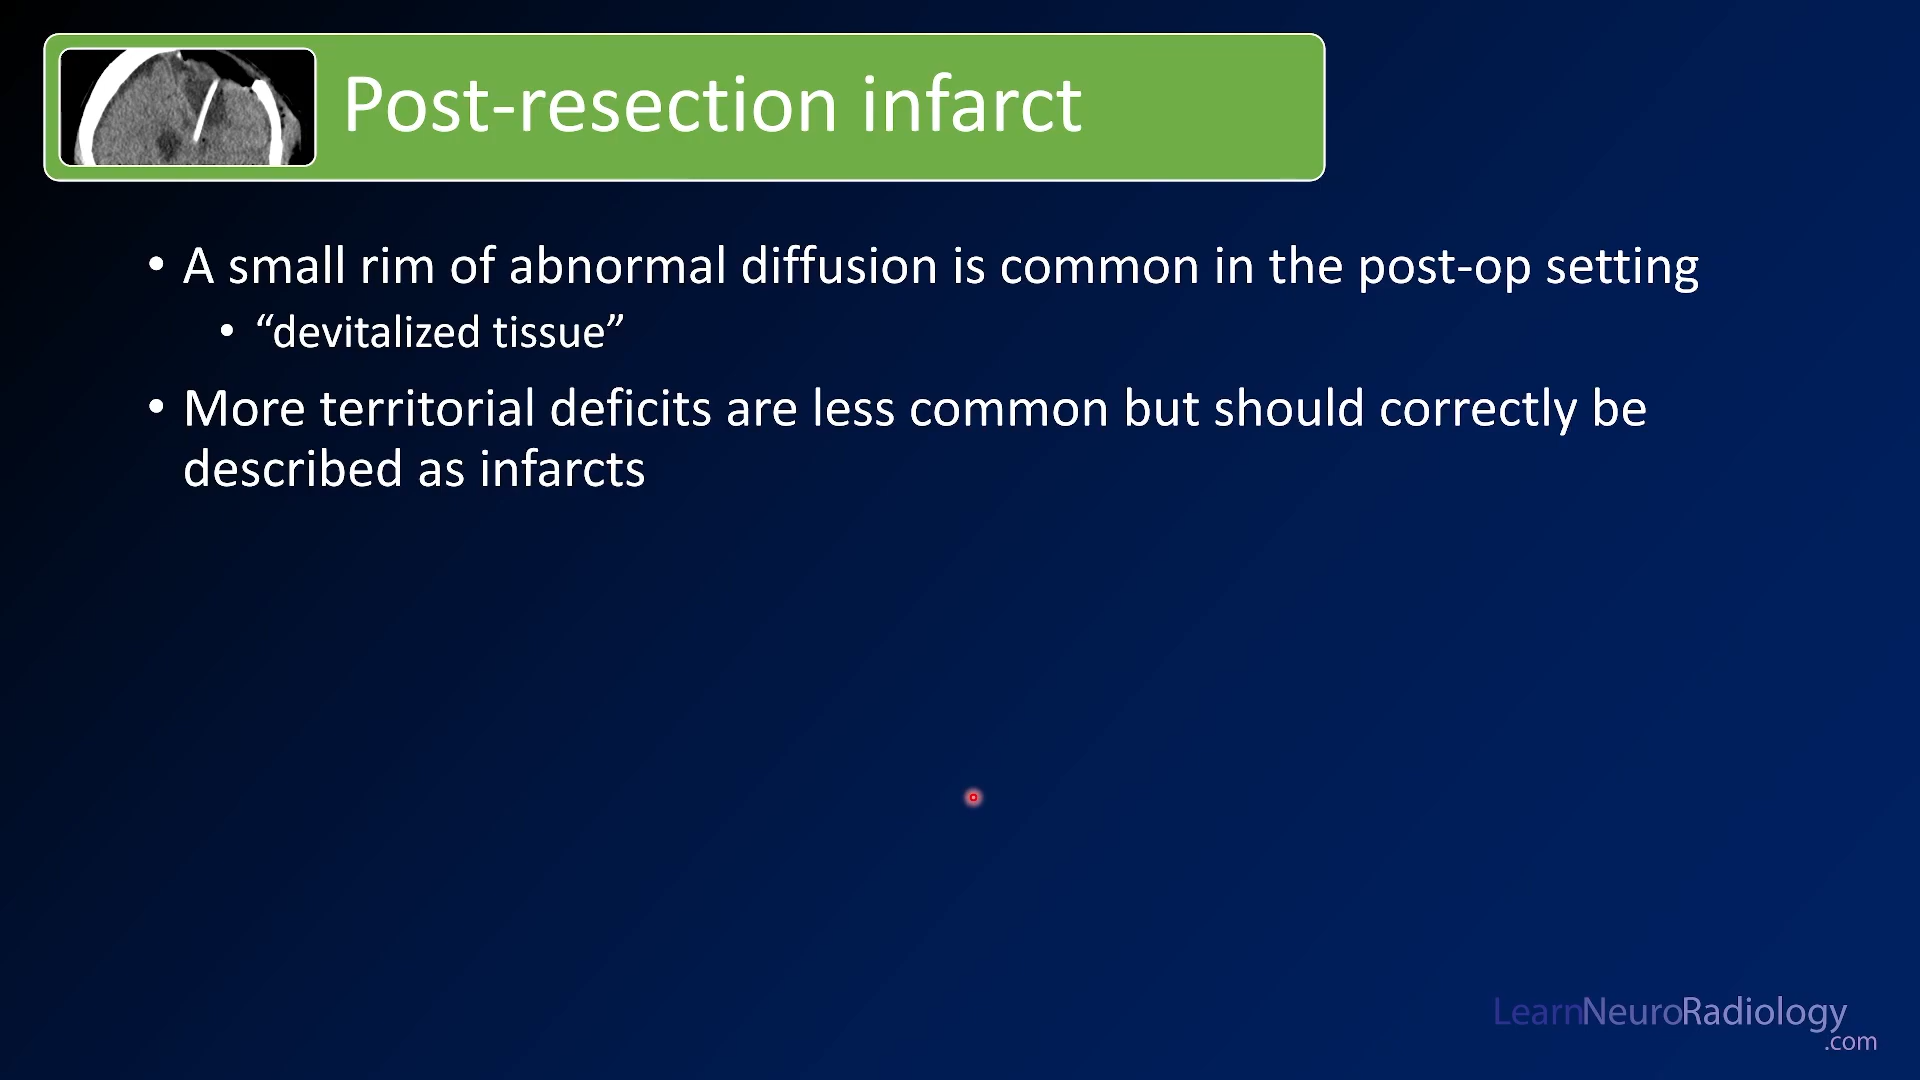 Post-resection infarct
• A small rim of abnormal diffusion is common in the post-op setting
• “devitalized tissue”
• More territorial deficits are less common but should correctly be
described as infarcts
LearnNeuroRadiology
.com